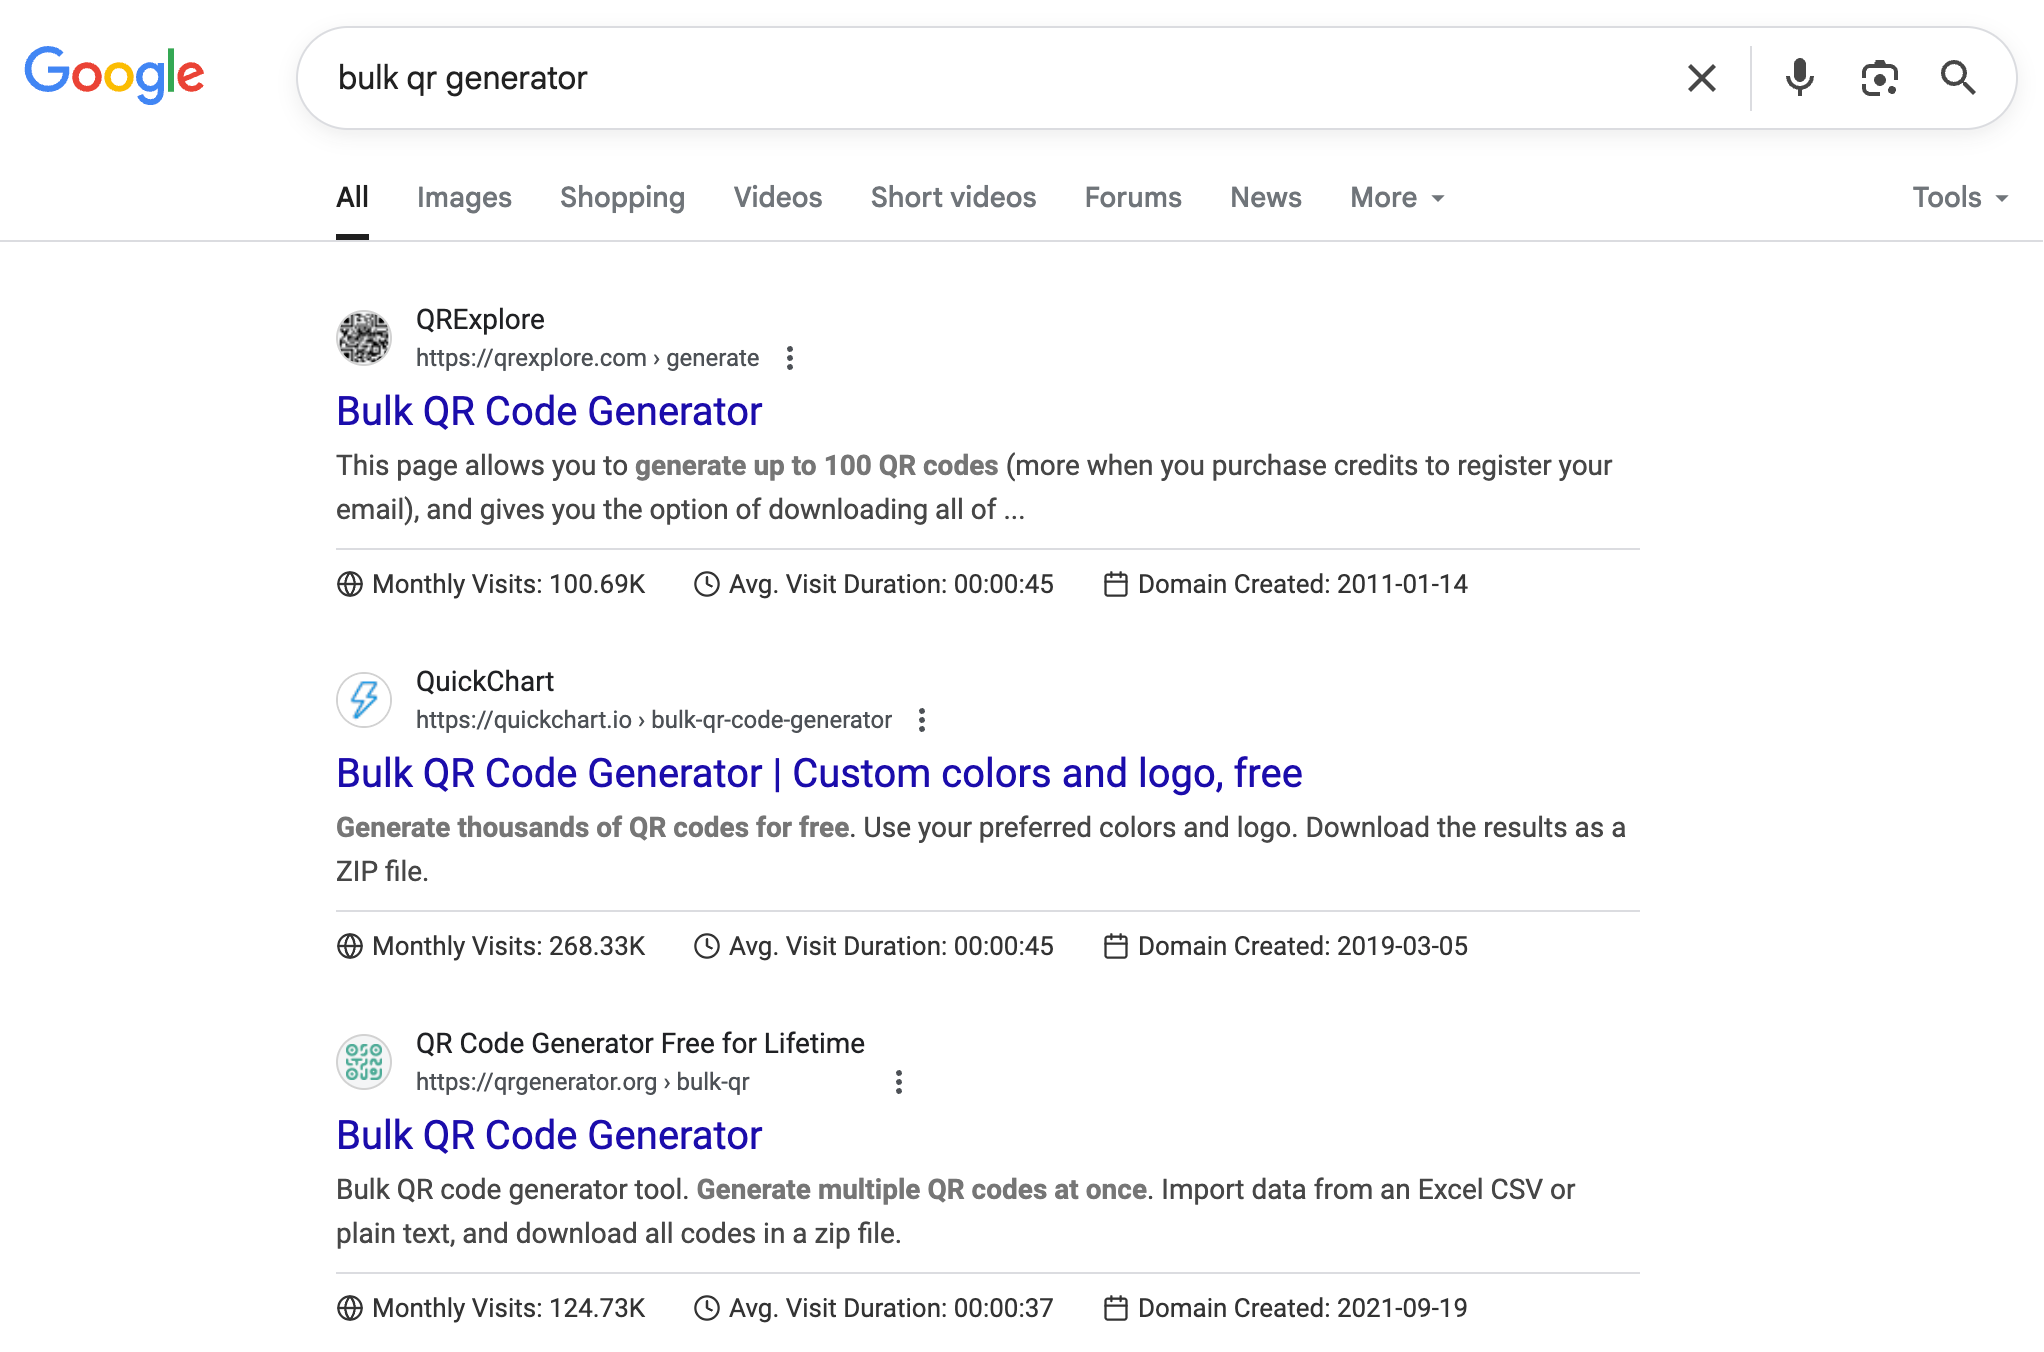 Google
bulk qr generator
All Images Shopping Videos Short videos Forums News More Tools
QRExplore
https://qrexplore.com › generate
Bulk QR Code Generator
This page allows you to generate up to 100 QR codes (more when you purchase credits to register your
email), and gives you the option of downloading all of ...
Monthly Visits: 100.69K Avg. Visit Duration: 00:00:45 Domain Created: 2011-01-14
QuickChart
https://quickchart.io › bulk-qr-code-generator
Bulk QR Code Generator | Custom colors and logo, free
Generate thousands of QR codes for free. Use your preferred colors and logo. Download the results as a
ZIP file.
Monthly Visits: 268.33K Avg. Visit Duration: 00:00:45 Domain Created: 2019-03-05
QR Code Generator Free for Lifetime
https://qrgenerator.org › bulk-qr
Bulk QR Code Generator
Bulk QR code generator tool. Generate multiple QR codes at once. Import data from an Excel CSV or
plain text, and download all codes in a zip file.
Monthly Visits: 124.73K Avg. Visit Duration: 00:00:37 Domain Created: 2021-09-19